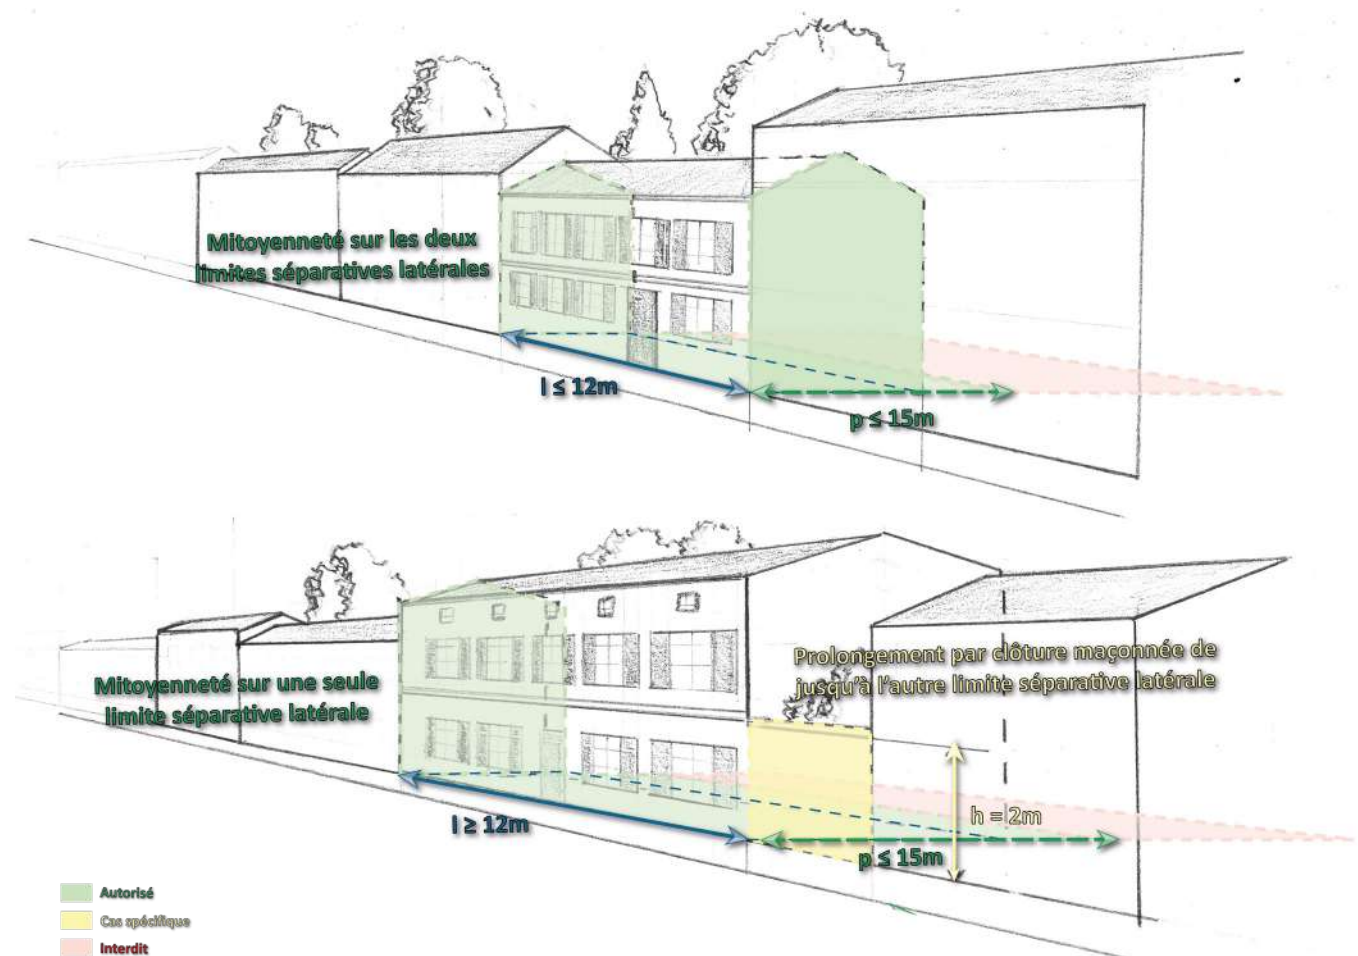 Mitoyenneté sur les deux
limites séparatives latérales
l ≤ 12m
p ≤ 15m
Mitoyenneté sur une seule
limite séparative latérale
Prolongement par clôture maçonnée de
jusqu'à l'autre limite séparative latérale
h = 2m
l ≥ 12m
p ≤ 15m
Autorisé
Cas spécifique
Interdit